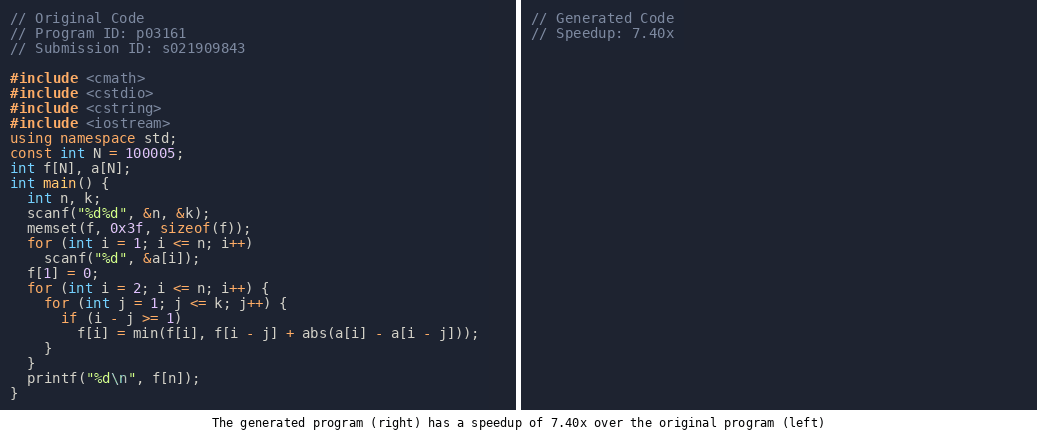 // Original Code
// Program ID: p03161
// Submission ID: s021909843
#include <cmath>
#include <cstdio>
#include <cstring>
#include <iostream>
using namespace std;
const int N = 100005;
int f[N], a[N];
int main() {
  int n, k;
  scanf("%d%d", &n, &k);
  memset(f, 0x3f, sizeof(f));
  for (int i = 1; i <= n; i++)
    scanf("%d", &a[i]);
  f[1] = 0;
  for (int i = 2; i <= n; i++) {
    for (int j = 1; j <= k; j++) {
      if (i - j >= 1)
        f[i] = min(f[i], f[i - j] + abs(a[i] - a[i - j]));
    }
  }
  printf("%d\n", f[n]);
}
// Generated Code
// Speedup: 7.40x
The generated program (right) has a speedup of 7.40x over the original program (left)